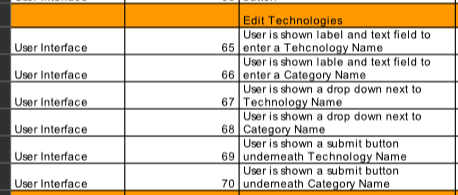 button
Edit Technologies
User is shown label and text field to
User Interface 65 enter a Tehcnology Name
User is shown lable and text field to
User Interface 66 enter a Category Name
User is shown a drop down next to
User Interface 67 Technology Name
User is shown a drop down next to
User Interface 68 Category Name
User is shown a submit button
User Interface 69 underneath Technology Name
User is shown a submit button
User Interface 70 underneath Category Name